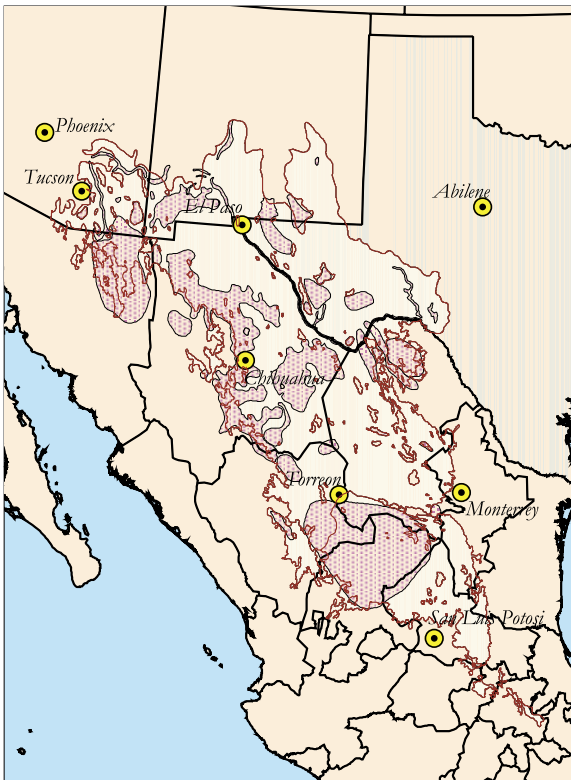 Phoenix
Tucson
Abilene
El Paso
Chihuahua
Torreon
Monterrey
San Luis Potosi